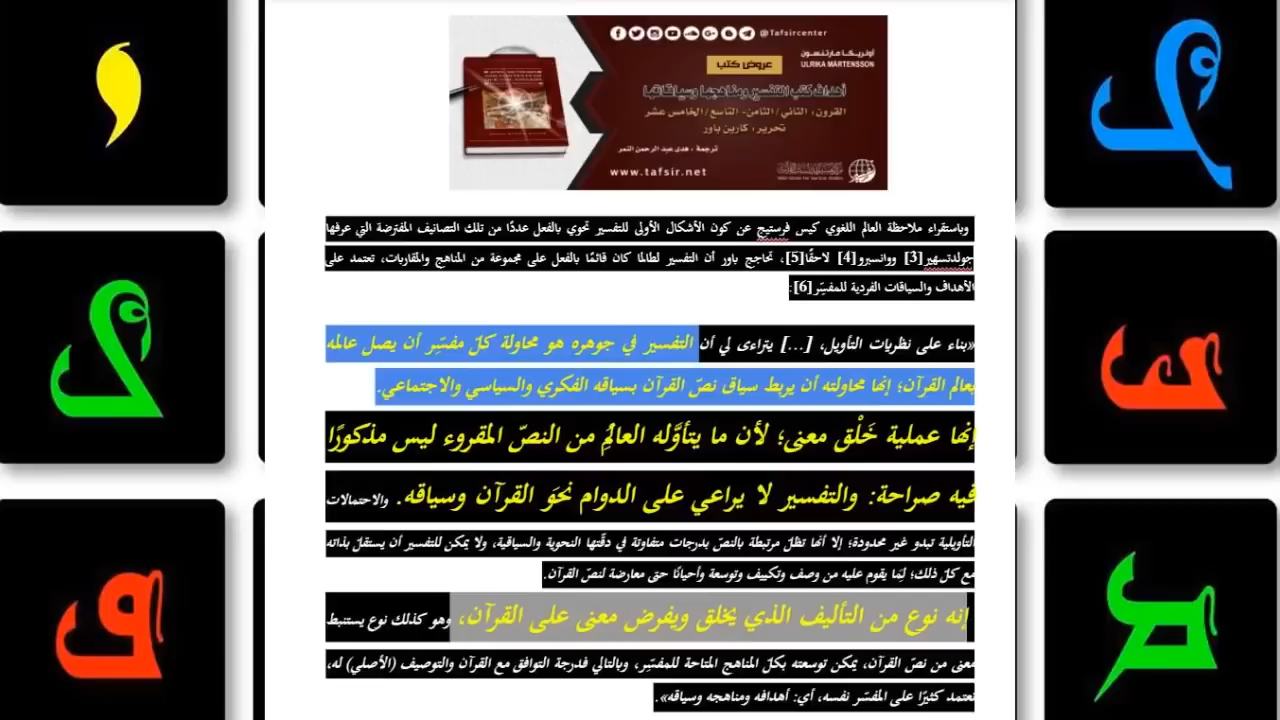 @Tafsircenter
أولريكا مارتنسون
ULRIKA MÅRTENSSON
عروض كتب
أهداف كتب التفسير ومناهجها وسياقاتها
القرون، الثاني/الثامن- التاسع/الخامس عشر
تحرير، كارين باور
ترجمة، هدى عبد الرحمن النمر
www.tafsir.net
وباستقراء ملاحظة العالم اللغوي كيس فرستيج عن كون الأشكال الأولى للتفسير تحوي بالفعل عددًا من تلك التصانيف المفترضة التي عرفها
جولدتسهير[3] ووانسبرو[4] لاحقًا[5]، تحاجج باور أن التفسير لطالما كان قائمًا بالفعل على مجموعة من المناهج والمقاربات، تعتمد على
الأهداف والسياقات الفردية للمفسّر[6]:
«بناء على نظريات التأويل، [...] يتراءى لي أن التفسير في جوهره هو محاولة كلّ مفسّر أن يصل عالمه
بعالم القرآن؛ إنها محاولته أن يربط سياق نصّ القرآن بسياقه الفكري والسياسي والاجتماعي.
إنها عملية خَلْق معنى؛ لأن ما يتأوَّله العالِمُ من النصّ المقروء ليس مذكورًا
فيه صراحة: والتفسير لا يراعي على الدوام نحَوَ القرآن وسياقه. والاحتمالات
التأويلية تبدو غير محدودة؛ إلا أنها تظلّ مرتبطة بالنصّ بدرجات متفاوتة في دقّتها النحوية والسياقية، ولا يمكن للتفسير أن يستقلّ بذاته
مع كلّ ذلك؛ لِمَا يقوم عليه من وصف وتكييف وتوسعة وأحيانًا حتى معارضة لنصّ القرآن.
إنه نوع من التأليف الذي يخلق ويفرض معنى على القرآن، وهو كذلك نوع يستنبط
معنى من نصّ القرآن، يمكن توسعته بكلّ المناهج المتاحة للمفسّر، وبالتالي فدرجة التوافق مع القرآن والتوصيف (الأصلي) له،
تعتمد كثيرًا على المفسّر نفسه، أي: أهدافه ومناهجه وسياقه».